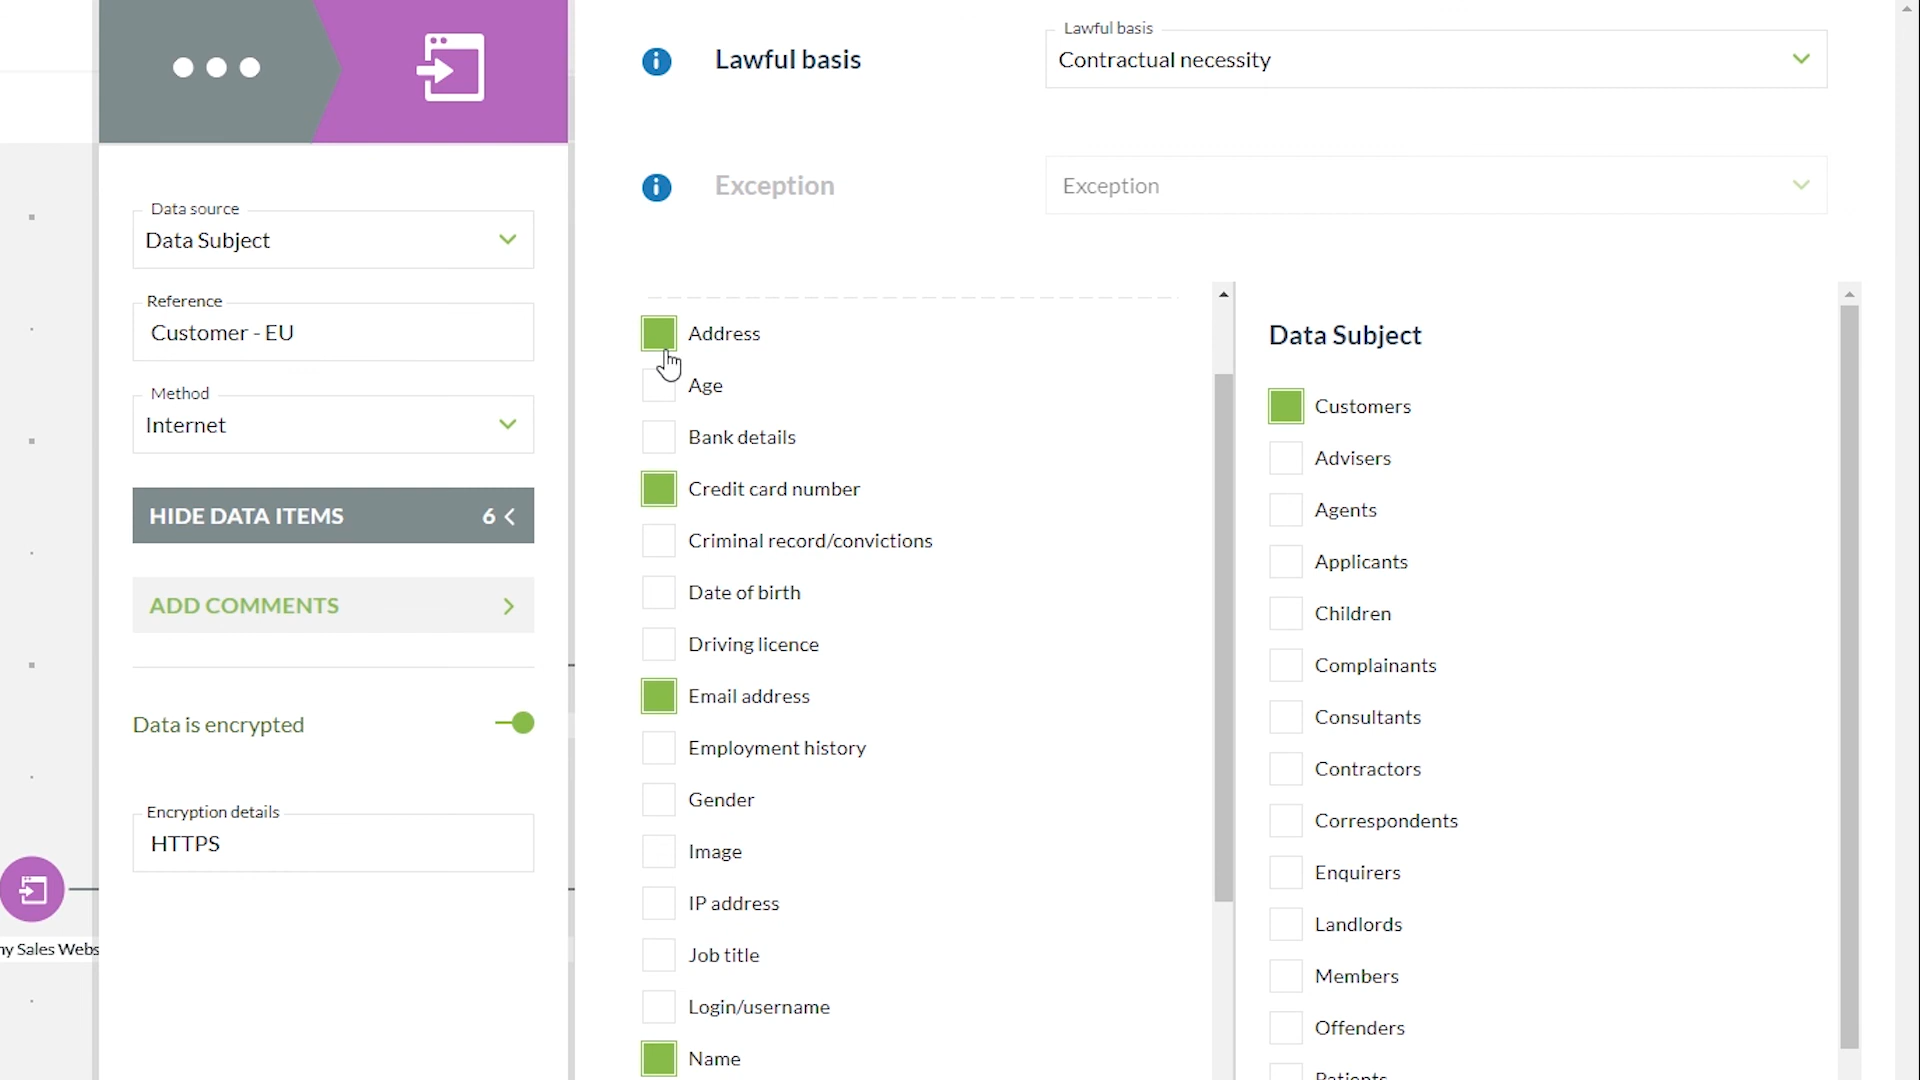 Data source
Data Subject
Reference
Customer - EU
Method
Internet
HIDE DATA ITEMS 6
ADD COMMENTS
Data is encrypted
Encryption details
HTTPS
Sales
Lawful basis
Lawful basis
Contractual necessity
Exception
Exception
Address
Age
Bank details
Credit card number
Criminal record/convictions
Date of birth
Driving licence
Email address
Employment history
Gender
Image
IP address
Job title
Login/username
Name
Data Subject
Customers
Advisers
Agents
Applicants
Children
Complainants
Consultants
Contractors
Correspondents
Enquirers
Landlords
Members
Offenders
Patients